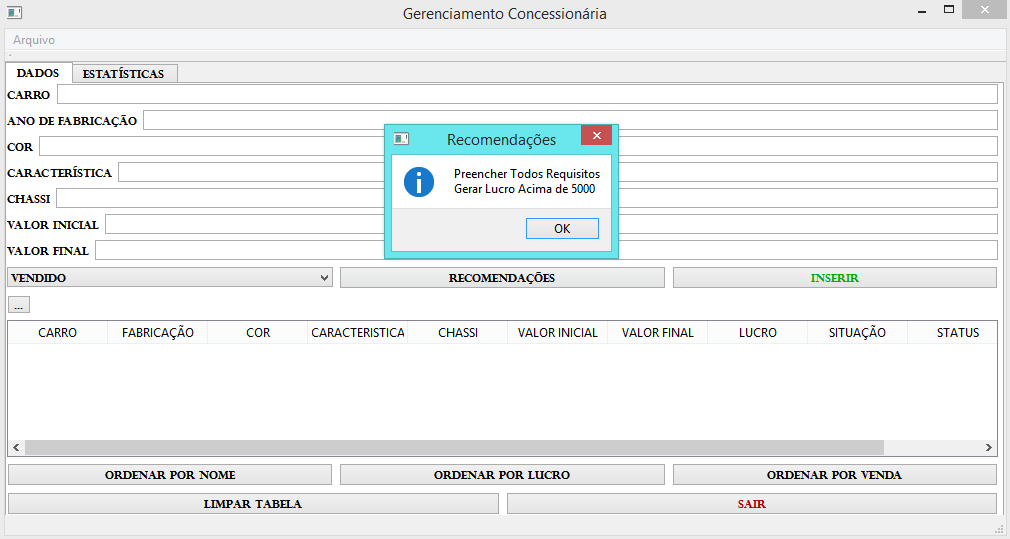 Gerenciamento Concessionária
Arquivo
DADOS
ESTATÍSTICAS
CARRO
ANO DE FABRICAÇÃO
COR
CARACTERÍSTICA
CHASSI
VALOR INICIAL
VALOR FINAL
Recomendações
Preencher Todos Requisitos
Gerar Lucro Acima de 5000
OK
VENDIDO
RECOMENDAÇÕES
INSERIR
...
CARRO FABRICAÇÃO COR CARACTERISTICA CHASSI VALOR INICIAL VALOR FINAL LUCRO SITUAÇÃO STATUS
ORDENAR POR NOME
ORDENAR POR LUCRO
ORDENAR POR VENDA
LIMPAR TABELA
SAIR